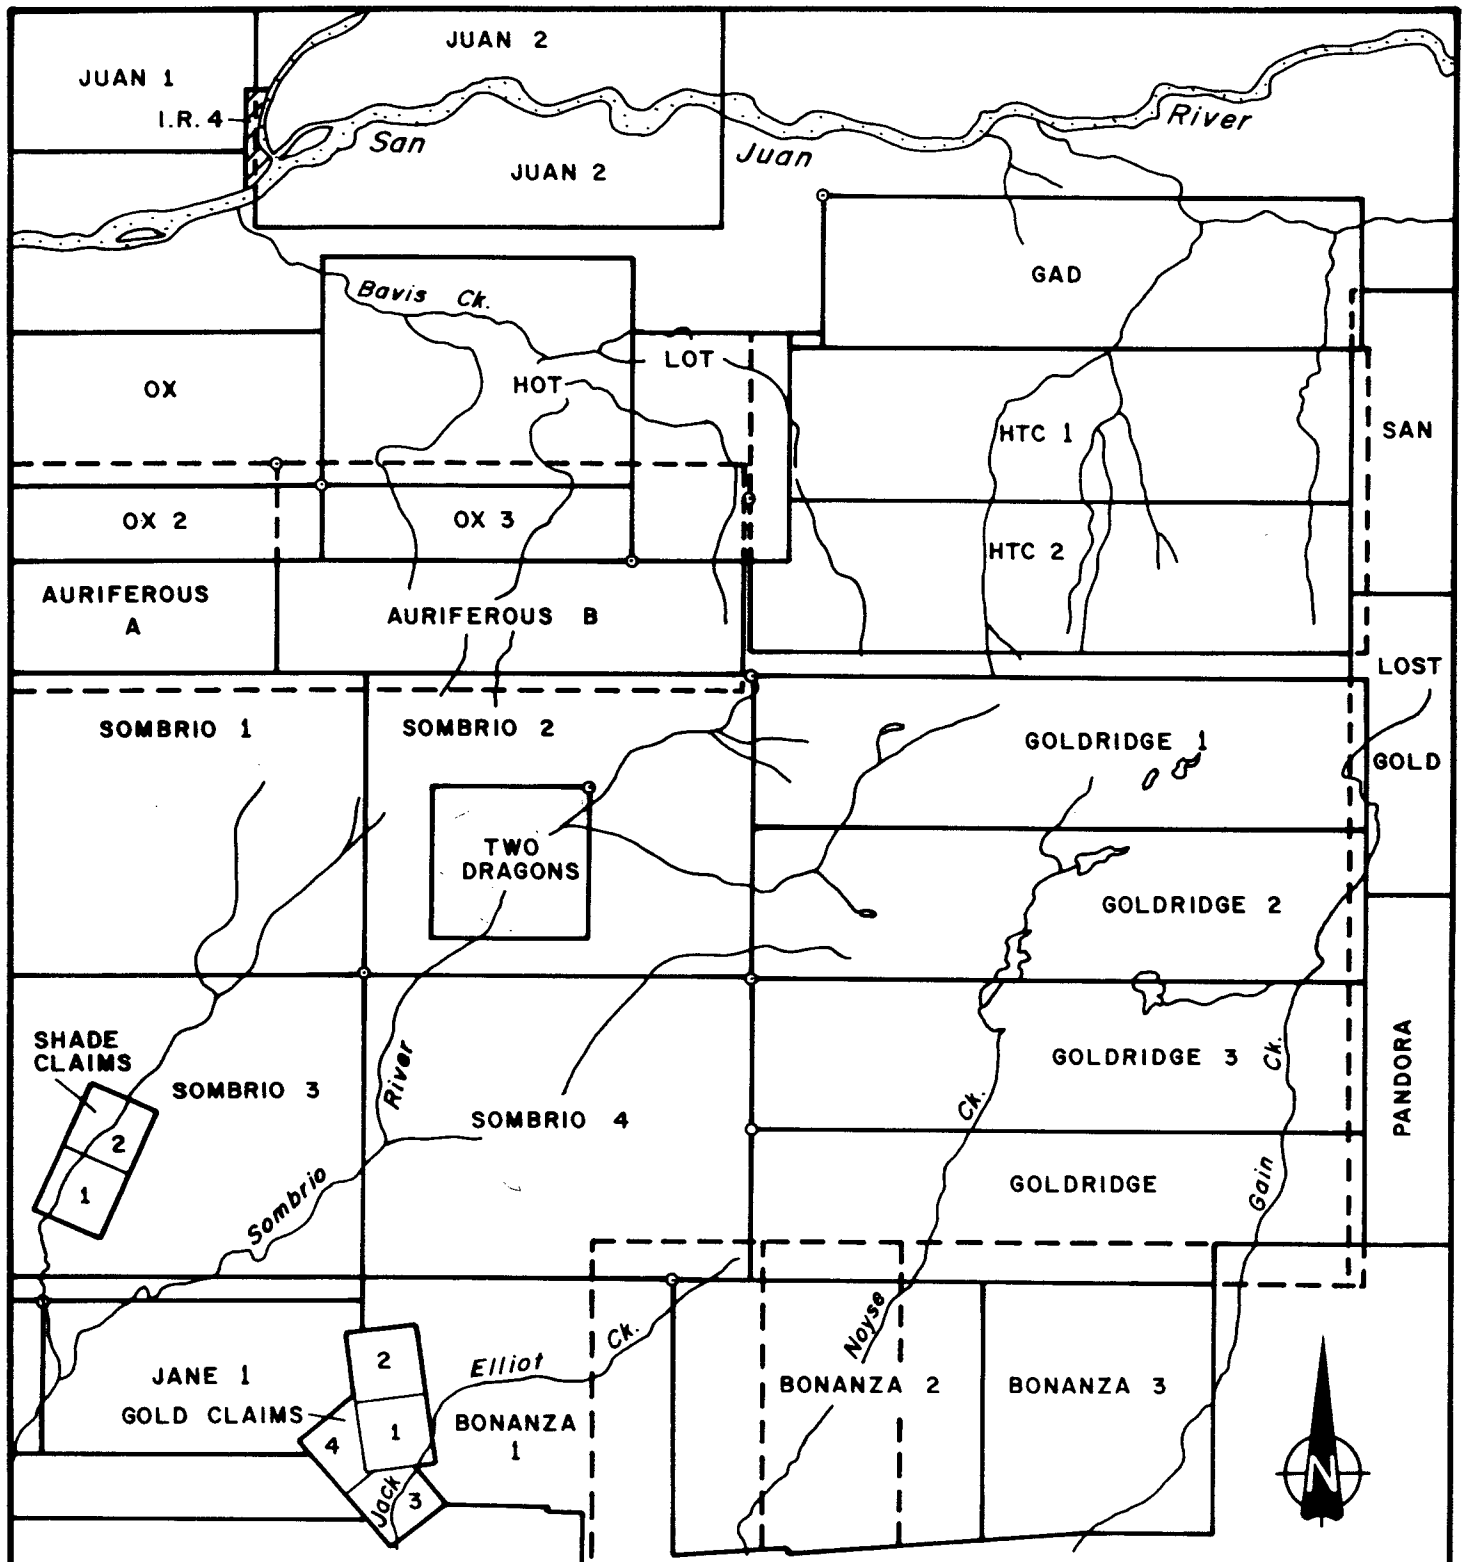 JUAN 2
JUAN 1
I.R. 4
San
Juan
River
JUAN 2
GAD
Bavis Ck.
LOT
HOT
OX
HTC 1
SAN
OX 2
OX 3
HTC 2
AURIFEROUS
A
AURIFEROUS B
LOST
GOLD
SOMBRIO 1
SOMBRIO 2
GOLDRIDGE 1
TWO
DRAGONS
GOLDRIDGE 2
SHADE
CLAIMS
2
1
SOMBRIO 3
Sombrio
River
SOMBRIO 4
GOLDRIDGE 3
Noyse
Ck.
Gain
Ck.
PANDORA
GOLDRIDGE
JANE 1
GOLD CLAIMS
2
1
4
3
Jack
Elliot
Ck.
BONANZA
1
BONANZA 2
BONANZA 3
N